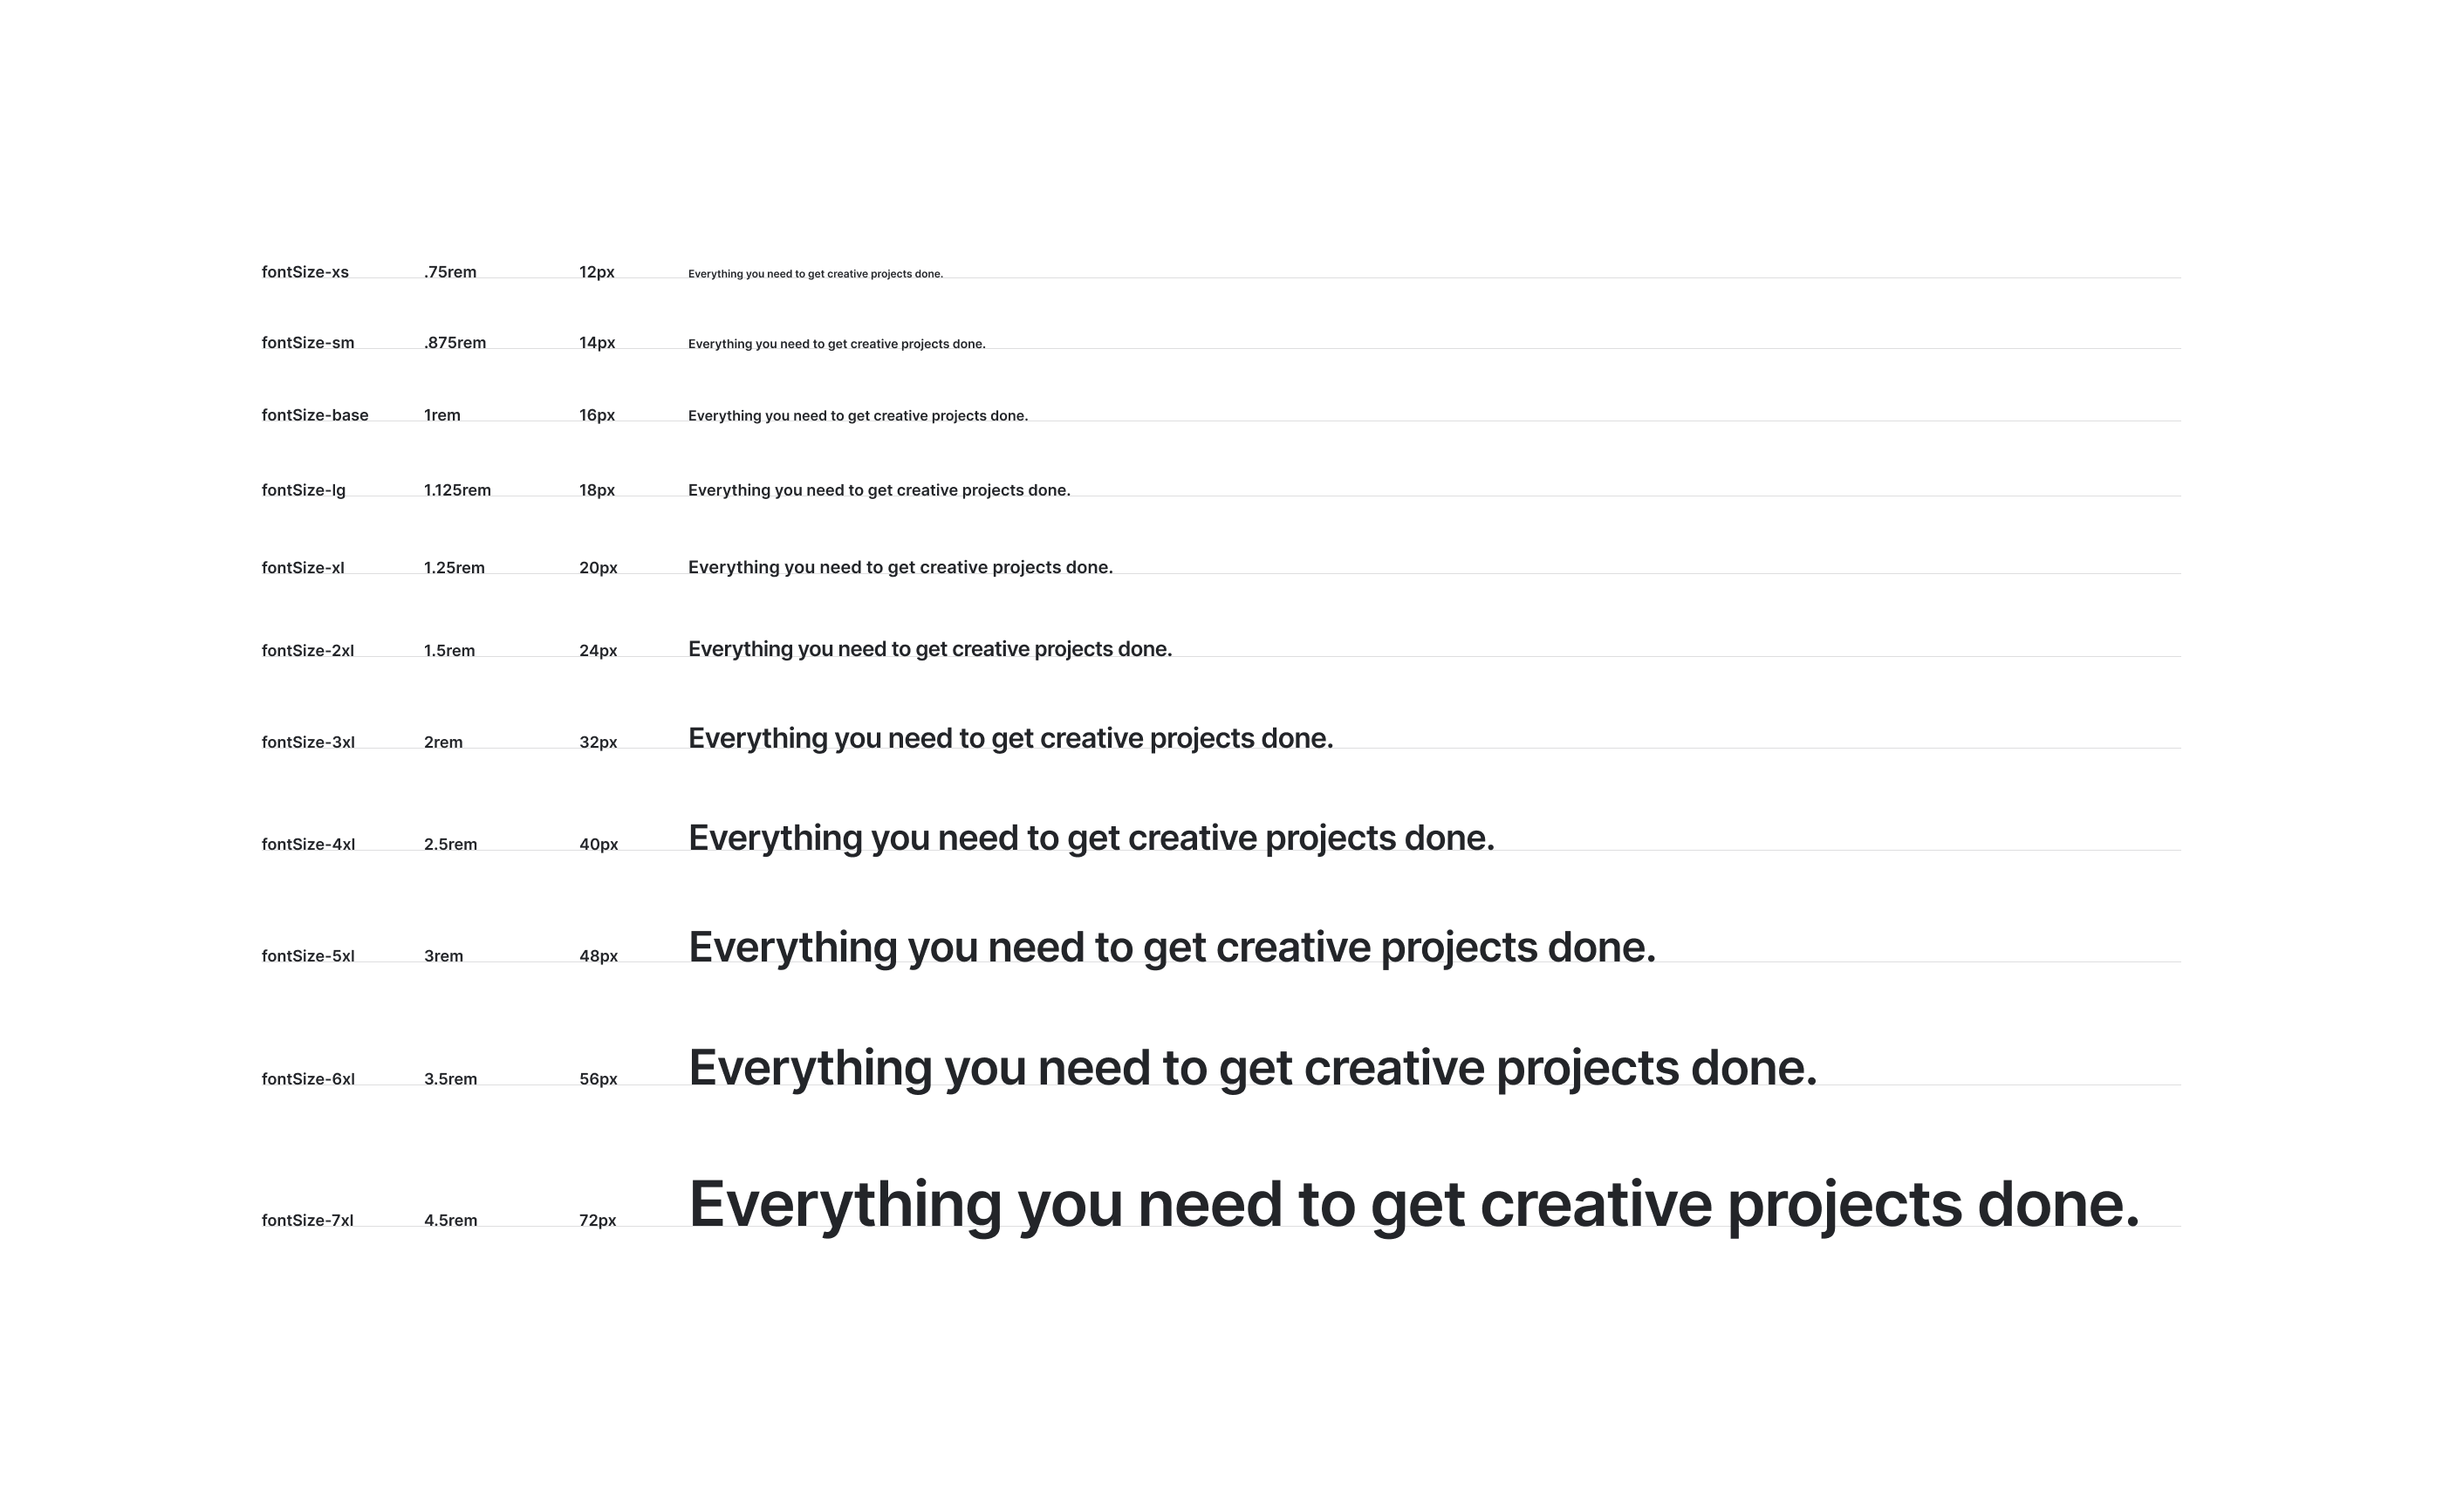 fontSize-xs .75rem 12px Everything you need to get creative projects done.
fontSize-sm .875rem 14px Everything you need to get creative projects done.
fontSize-base 1rem 16px Everything you need to get creative projects done.
fontSize-lg 1.125rem 18px Everything you need to get creative projects done.
fontSize-xl 1.25rem 20px Everything you need to get creative projects done.
fontSize-2xl 1.5rem 24px Everything you need to get creative projects done.
fontSize-3xl 2rem 32px Everything you need to get creative projects done.
fontSize-4xl 2.5rem 40px Everything you need to get creative projects done.
fontSize-5xl 3rem 48px Everything you need to get creative projects done.
fontSize-6xl 3.5rem 56px Everything you need to get creative projects done.
fontSize-7xl 4.5rem 72px Everything you need to get creative projects done.